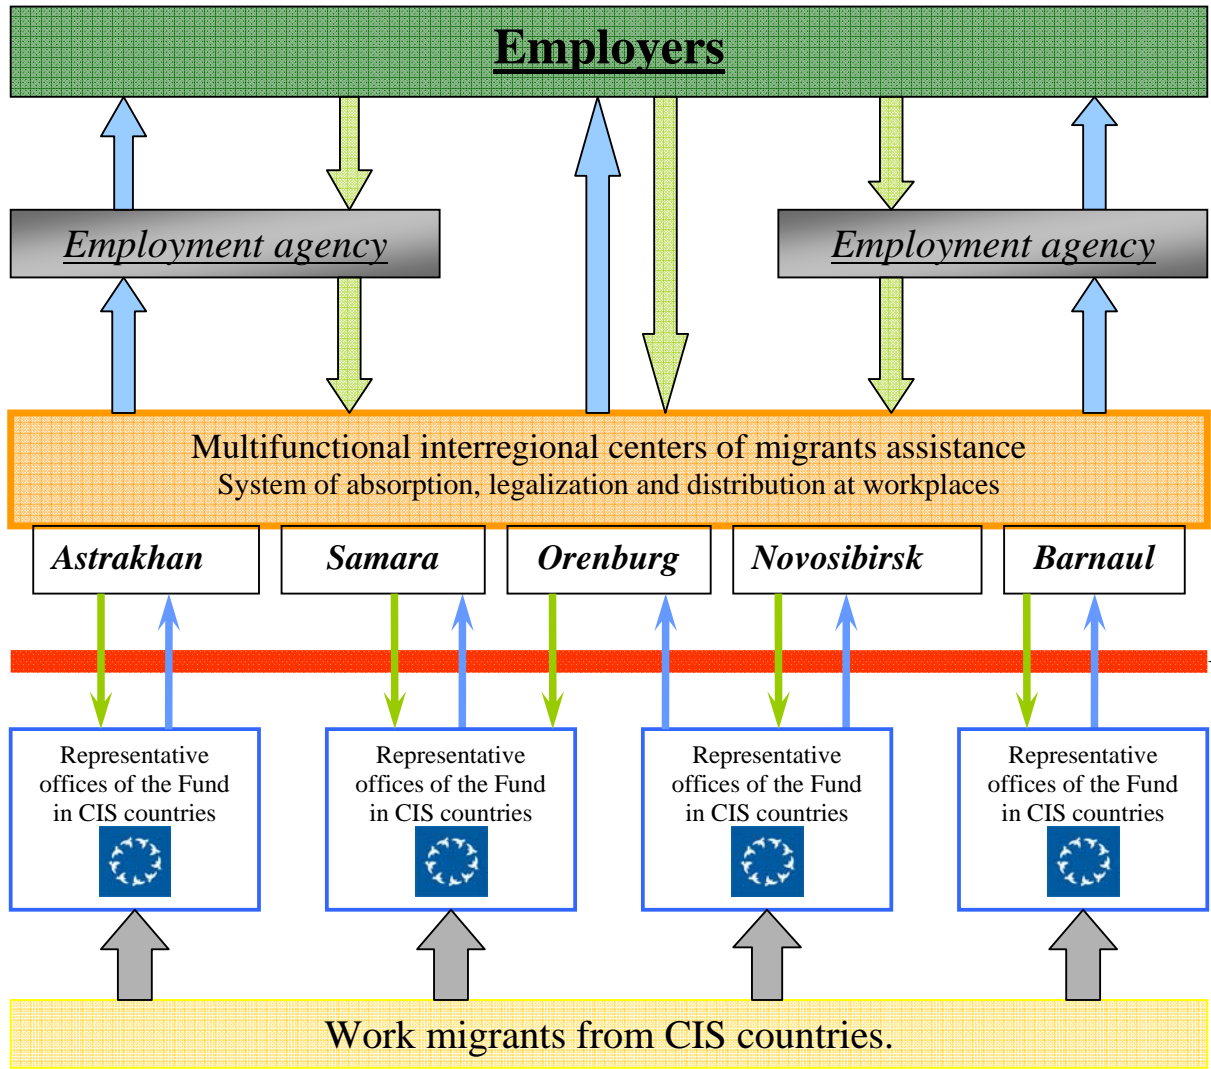 Employers
Employment agency
Employment agency
Multifunctional interregional centers of migrants assistance
System of absorption, legalization and distribution at workplaces
Astrakhan
Samara
Orenburg
Novosibirsk
Barnaul
Representative
offices of the Fund
in CIS countries
Representative
offices of the Fund
in CIS countries
Representative
offices of the Fund
in CIS countries
Representative
offices of the Fund
in CIS countries
Work migrants from CIS countries.